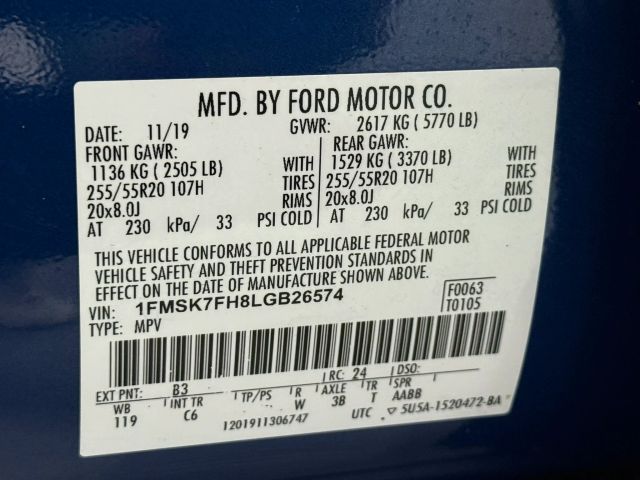 MFD. BY FORD MOTOR CO.
DATE: 11/19 GVWR: 2617 KG ( 5770 LB)
FRONT GAWR: REAR GAWR:
1136 KG ( 2505 LB) WITH 1529 KG ( 3370 LB) WITH
255/55R20 107H TIRES 255/55R20 107H TIRES
20x8.0J RIMS 20x8.0J RIMS
AT 230 kPa/ 33 PSI COLD AT 230 kPa/ 33 PSI COLD
THIS VEHICLE CONFORMS TO ALL APPLICABLE FEDERAL MOTOR
VEHICLE SAFETY AND THEFT PREVENTION STANDARDS IN
EFFECT ON THE DATE OF MANUFACTURE SHOWN ABOVE.
VIN: 1FMSK7FH8LGB26574 F0063
TYPE: MPV T0105
EXT PNT: B3 RC: 24 DSO:
WB INT TR TP/PS R AXLE TR SPR
119 C6 W 3B T AABB
1201911306747 UTC ▽ 5U5A-1520472-BA